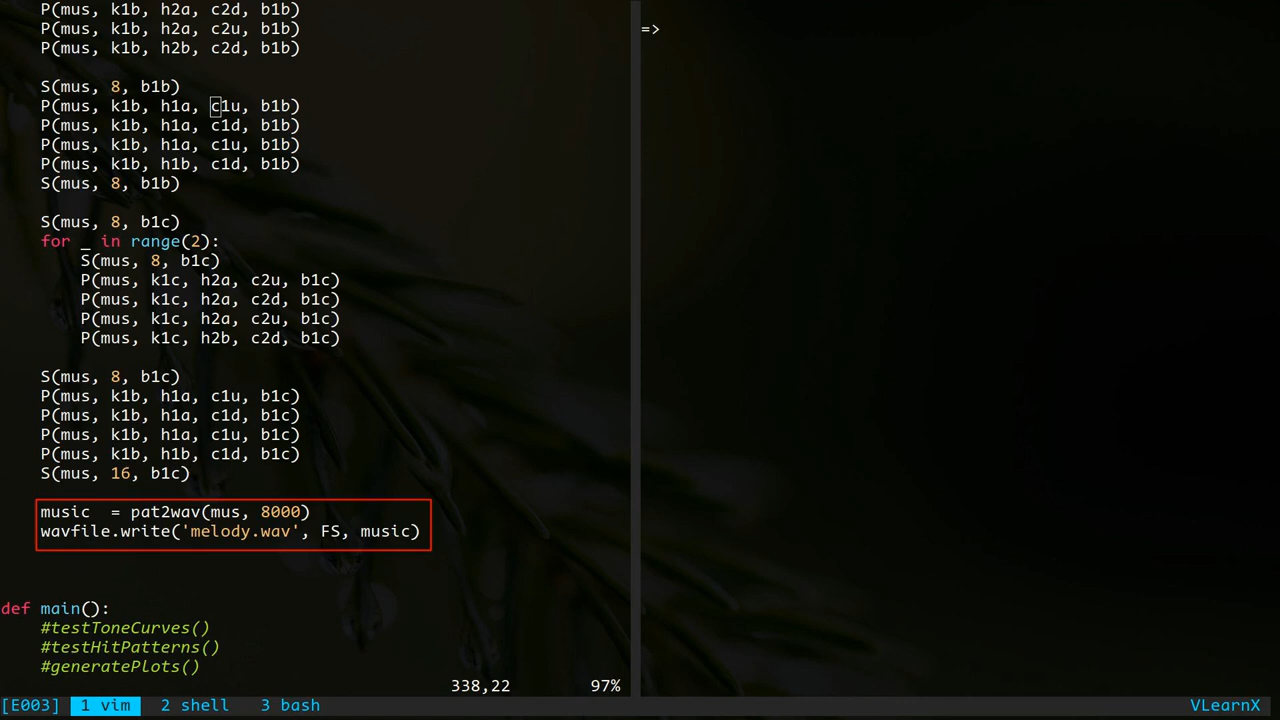 P(mus, k1b, h2a, c2d, b1b)
P(mus, k1b, h2a, c2u, b1b)
P(mus, k1b, h2b, c2d, b1b)
S(mus, 8, b1b)
P(mus, k1b, h1a, c1u, b1b)
P(mus, k1b, h1a, c1d, b1b)
P(mus, k1b, h1a, c1u, b1b)
P(mus, k1b, h1b, c1d, b1b)
S(mus, 8, b1b)
S(mus, 8, b1c)
for _ in range(2):
S(mus, 8, b1c)
P(mus, k1c, h2a, c2u, b1c)
P(mus, k1c, h2a, c2d, b1c)
P(mus, k1c, h2a, c2u, b1c)
P(mus, k1c, h2b, c2d, b1c)
S(mus, 8, b1c)
P(mus, k1b, h1a, c1u, b1c)
P(mus, k1b, h1a, c1d, b1c)
P(mus, k1b, h1a, c1u, b1c)
P(mus, k1b, h1b, c1d, b1c)
S(mus, 16, b1c)
music  = pat2wav(mus, 8000)
wavfile.write('melody.wav', FS, music)
def main():
#testToneCurves()
#testHitPatterns()
#generatePlots()
338,22 97%
[E003] 1 vim 2 shell 3 bash VLearnX
=>